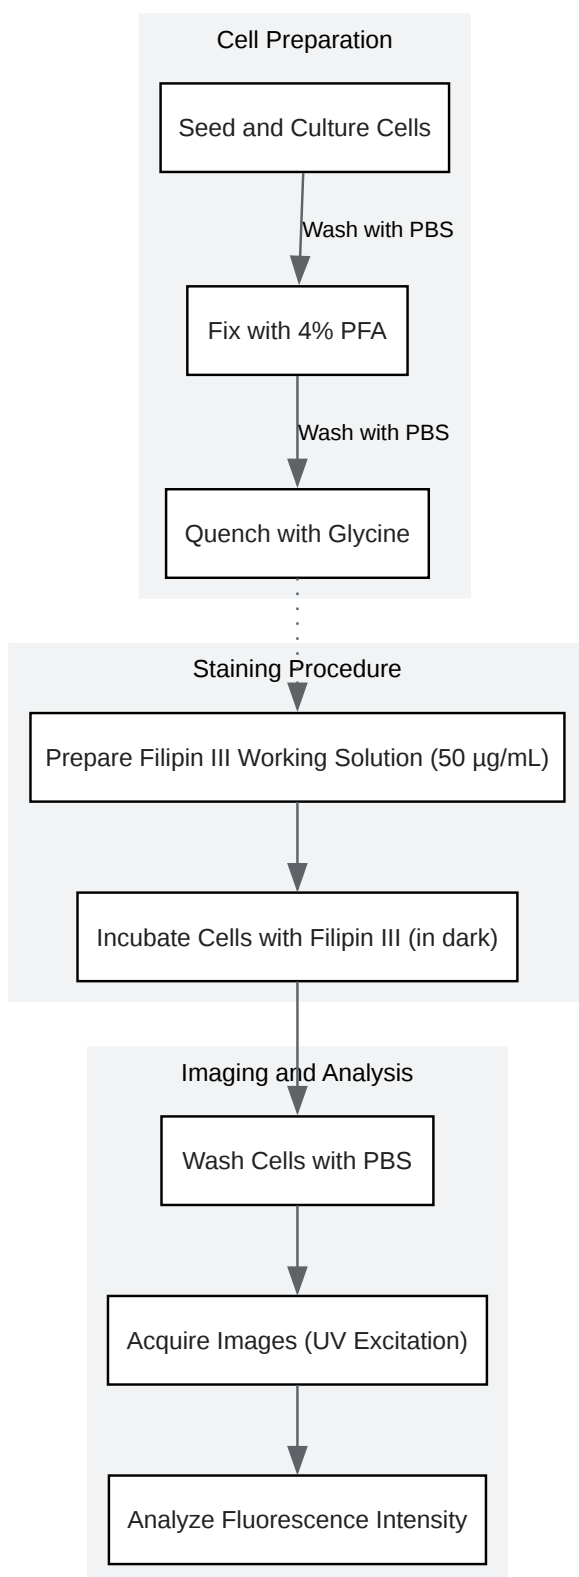 Cell Preparation
Seed and Culture Cells
Wash with PBS
Fix with 4% PFA
Wash with PBS
Quench with Glycine
Staining Procedure
Prepare Filipin III Working Solution (50 µg/mL)
Incubate Cells with Filipin III (in dark)
Imaging and Analysis
Wash Cells with PBS
Acquire Images (UV Excitation)
Analyze Fluorescence Intensity